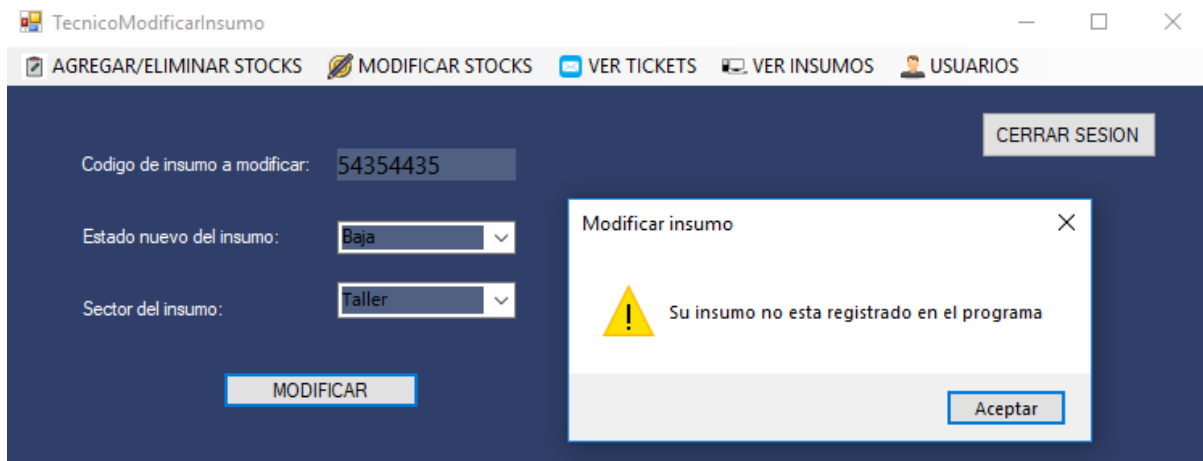 TecnicoModificarInsumo
AGREGAR/ELIMINAR STOCKS MODIFICAR STOCKS VER TICKETS VER INSUMOS USUARIOS
CERRAR SESION
Codigo de insumo a modificar: 54354435
Estado nuevo del insumo: Baja
Sector del insumo: Taller
MODIFICAR
Modificar insumo
Su insumo no esta registrado en el programa
Aceptar